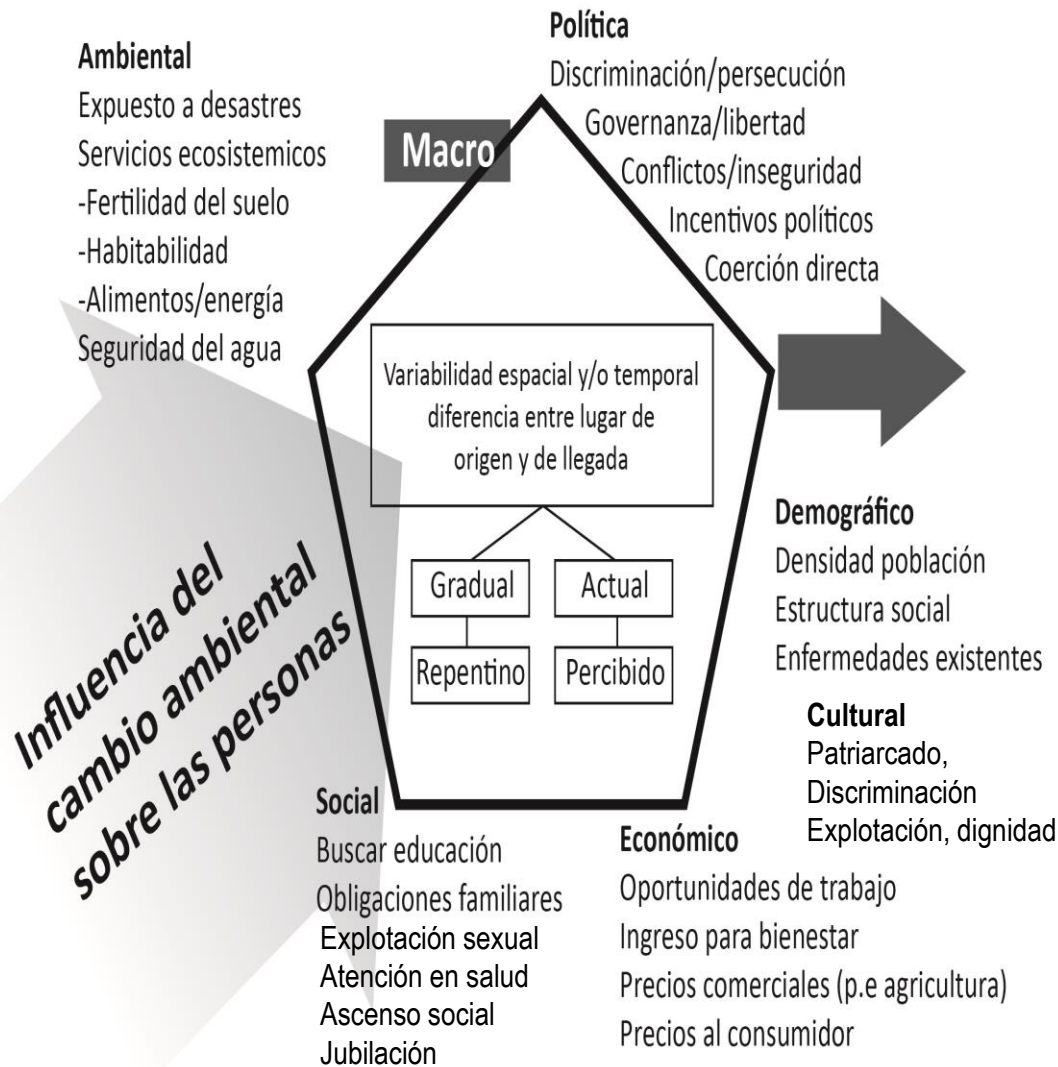 Ambiental
Expuesto a desastres
Servicios ecosistemicos
-Fertilidad del suelo
-Habitabilidad
-Alimentos/energía
Seguridad del agua
Macro
Política
Discriminación/persecución
Governanza/libertad
Conflictos/inseguridad
Incentivos políticos
Coerción directa
Variabilidad espacial y/o temporal
diferencia entre lugar de
origen y de llegada
Gradual
Actual
Repentino
Percibido
Influencia del
cambio ambiental
sobre las personas
Demográfico
Densidad población
Estructura social
Enfermedades existentes
Cultural
Patriarcado,
Discriminación
Explotación, dignidad
Social
Buscar educación
Obligaciones familiares
Explotación sexual
Atención en salud
Ascenso social
Jubilación
Económico
Oportunidades de trabajo
Ingreso para bienestar
Precios comerciales (p.e agricultura)
Precios al consumidor